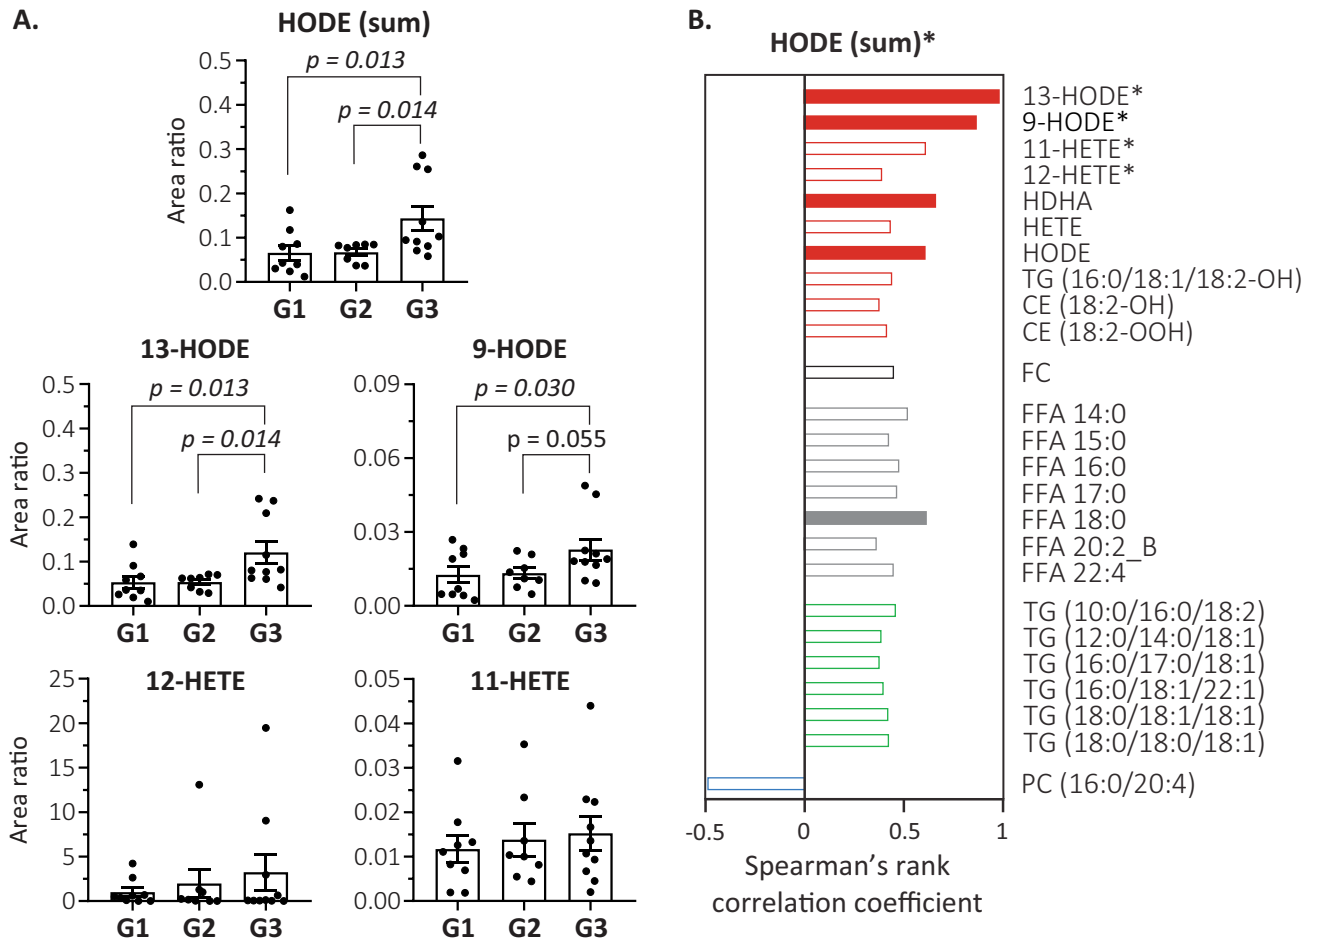 A.
HODE (sum)
p = 0.013
p = 0.014
Area ratio
0.5
0.4
0.3
0.2
0.1
0.0
G1 G2 G3
13-HODE
p = 0.013
p = 0.014
Area ratio
0.5
0.4
0.3
0.2
0.1
0.0
G1 G2 G3
9-HODE
p = 0.030
p = 0.055
0.09
0.06
0.03
0.00
G1 G2 G3
12-HETE
Area ratio
25
20
15
10
5
0
G1 G2 G3
11-HETE
0.05
0.04
0.03
0.02
0.01
0.00
G1 G2 G3
B.
HODE (sum)*
13-HODE*
9-HODE*
11-HETE*
12-HETE*
HDHA
HETE
HODE
TG (16:0/18:1/18:2-OH)
CE (18:2-OH)
CE (18:2-OOH)
FC
FFA 14:0
FFA 15:0
FFA 16:0
FFA 17:0
FFA 18:0
FFA 20:2_B
FFA 22:4
TG (10:0/16:0/18:2)
TG (12:0/14:0/18:1)
TG (16:0/17:0/18:1)
TG (16:0/18:1/22:1)
TG (18:0/18:1/18:1)
TG (18:0/18:0/18:1)
PC (16:0/20:4)
-0.5 0 0.5 1
Spearman's rank
correlation coefficient